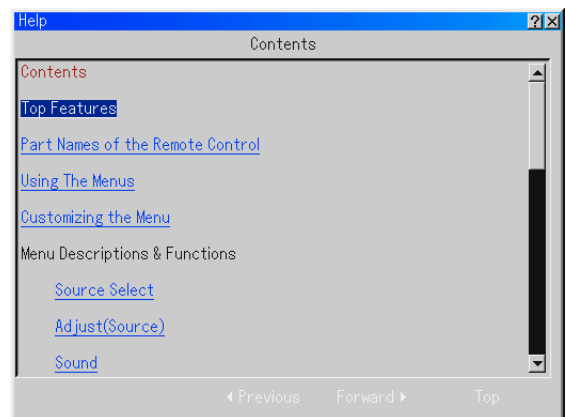 Help
Contents
Contents
Top Features
Part Names of the Remote Control
Using The Menus
Customizing the Menu
Menu Descriptions & Functions
Source Select
Adjust(Source)
Sound
Previous Forward Top